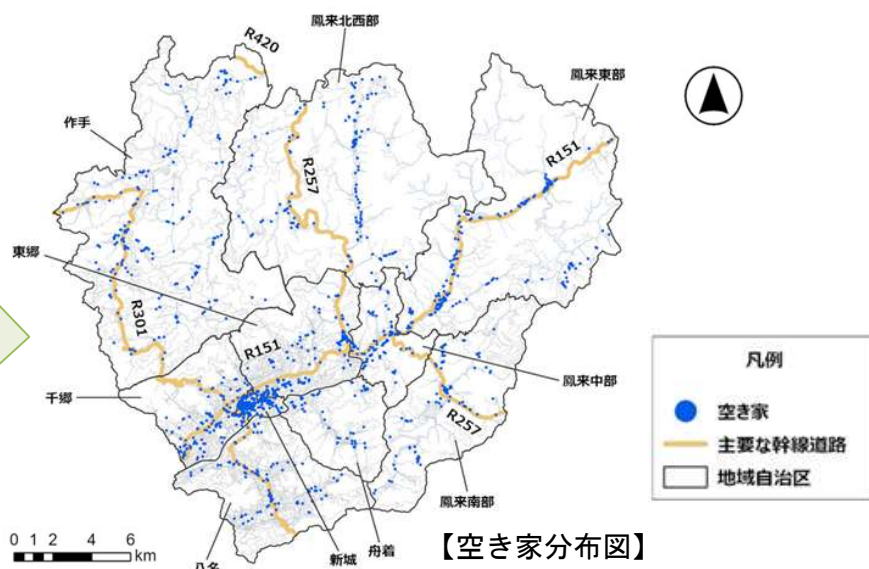 鳳来北西部
R420
鳳来東部
作手
R151
R257
東郷
R301
R151
鳳来中部
千郷
R257
鳳来南部
凡例
空き家
主要な幹線道路
地域自治区
0 1 2 4 6
km
八名
新城
舟着
【空き家分布図】